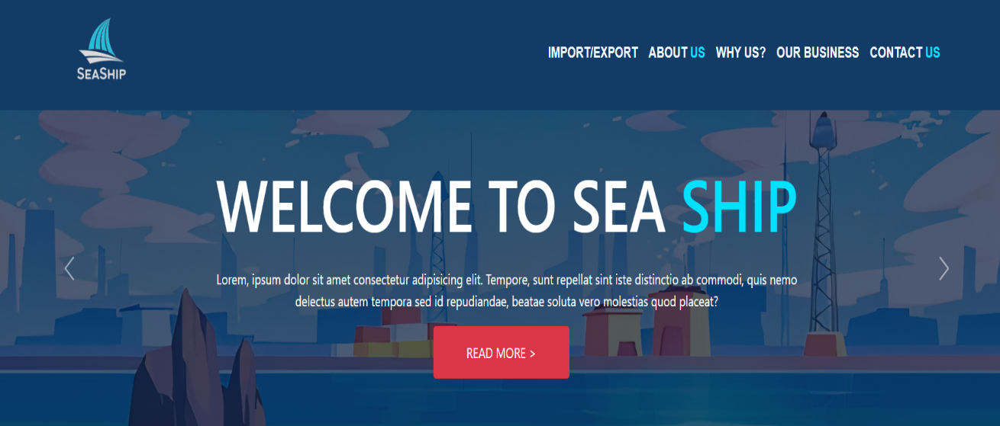 SEASHIP
IMPORT/EXPORT ABOUT US WHY US? OUR BUSINESS CONTACT US
WELCOME TO SEA SHIP
Lorem, ipsum dolor sit amet consectetur adipisicing elit. Tempore, sunt repellat sint iste distinctio ab commodi, quis nemo
delectus autem tempora sed id repudiandae, beatae soluta vero molestias quod placeat?
READ MORE >